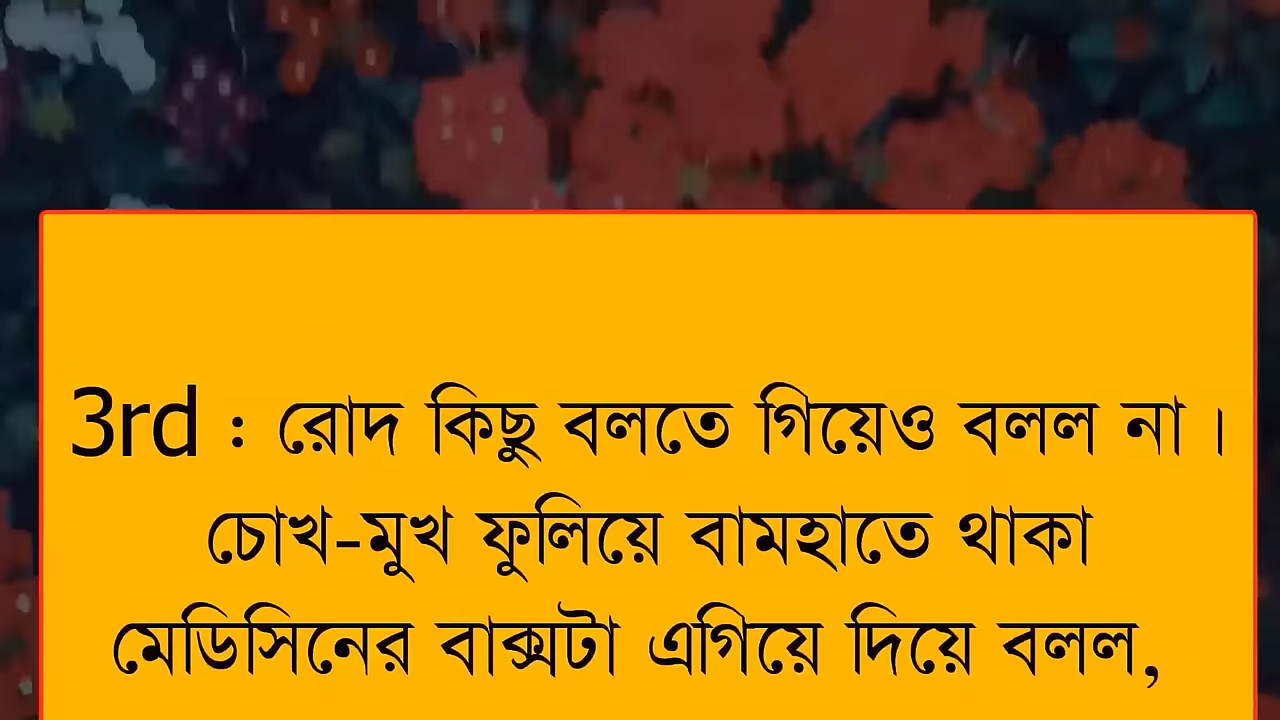 3rd : রোদ কিছু বলতে গিয়েও বলল না।
চোখ-মুখ ফুলিয়ে বামহাতে থাকা
মেডিসিনের বাক্সটা এগিয়ে দিয়ে বলল,